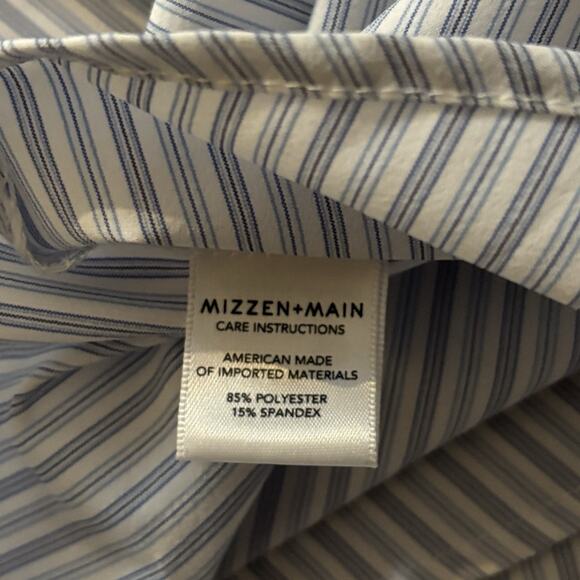 MIZZEN+MAIN
CARE INSTRUCTIONS
AMERICAN MADE
OF IMPORTED MATERIALS
85% POLYESTER
15% SPANDEX